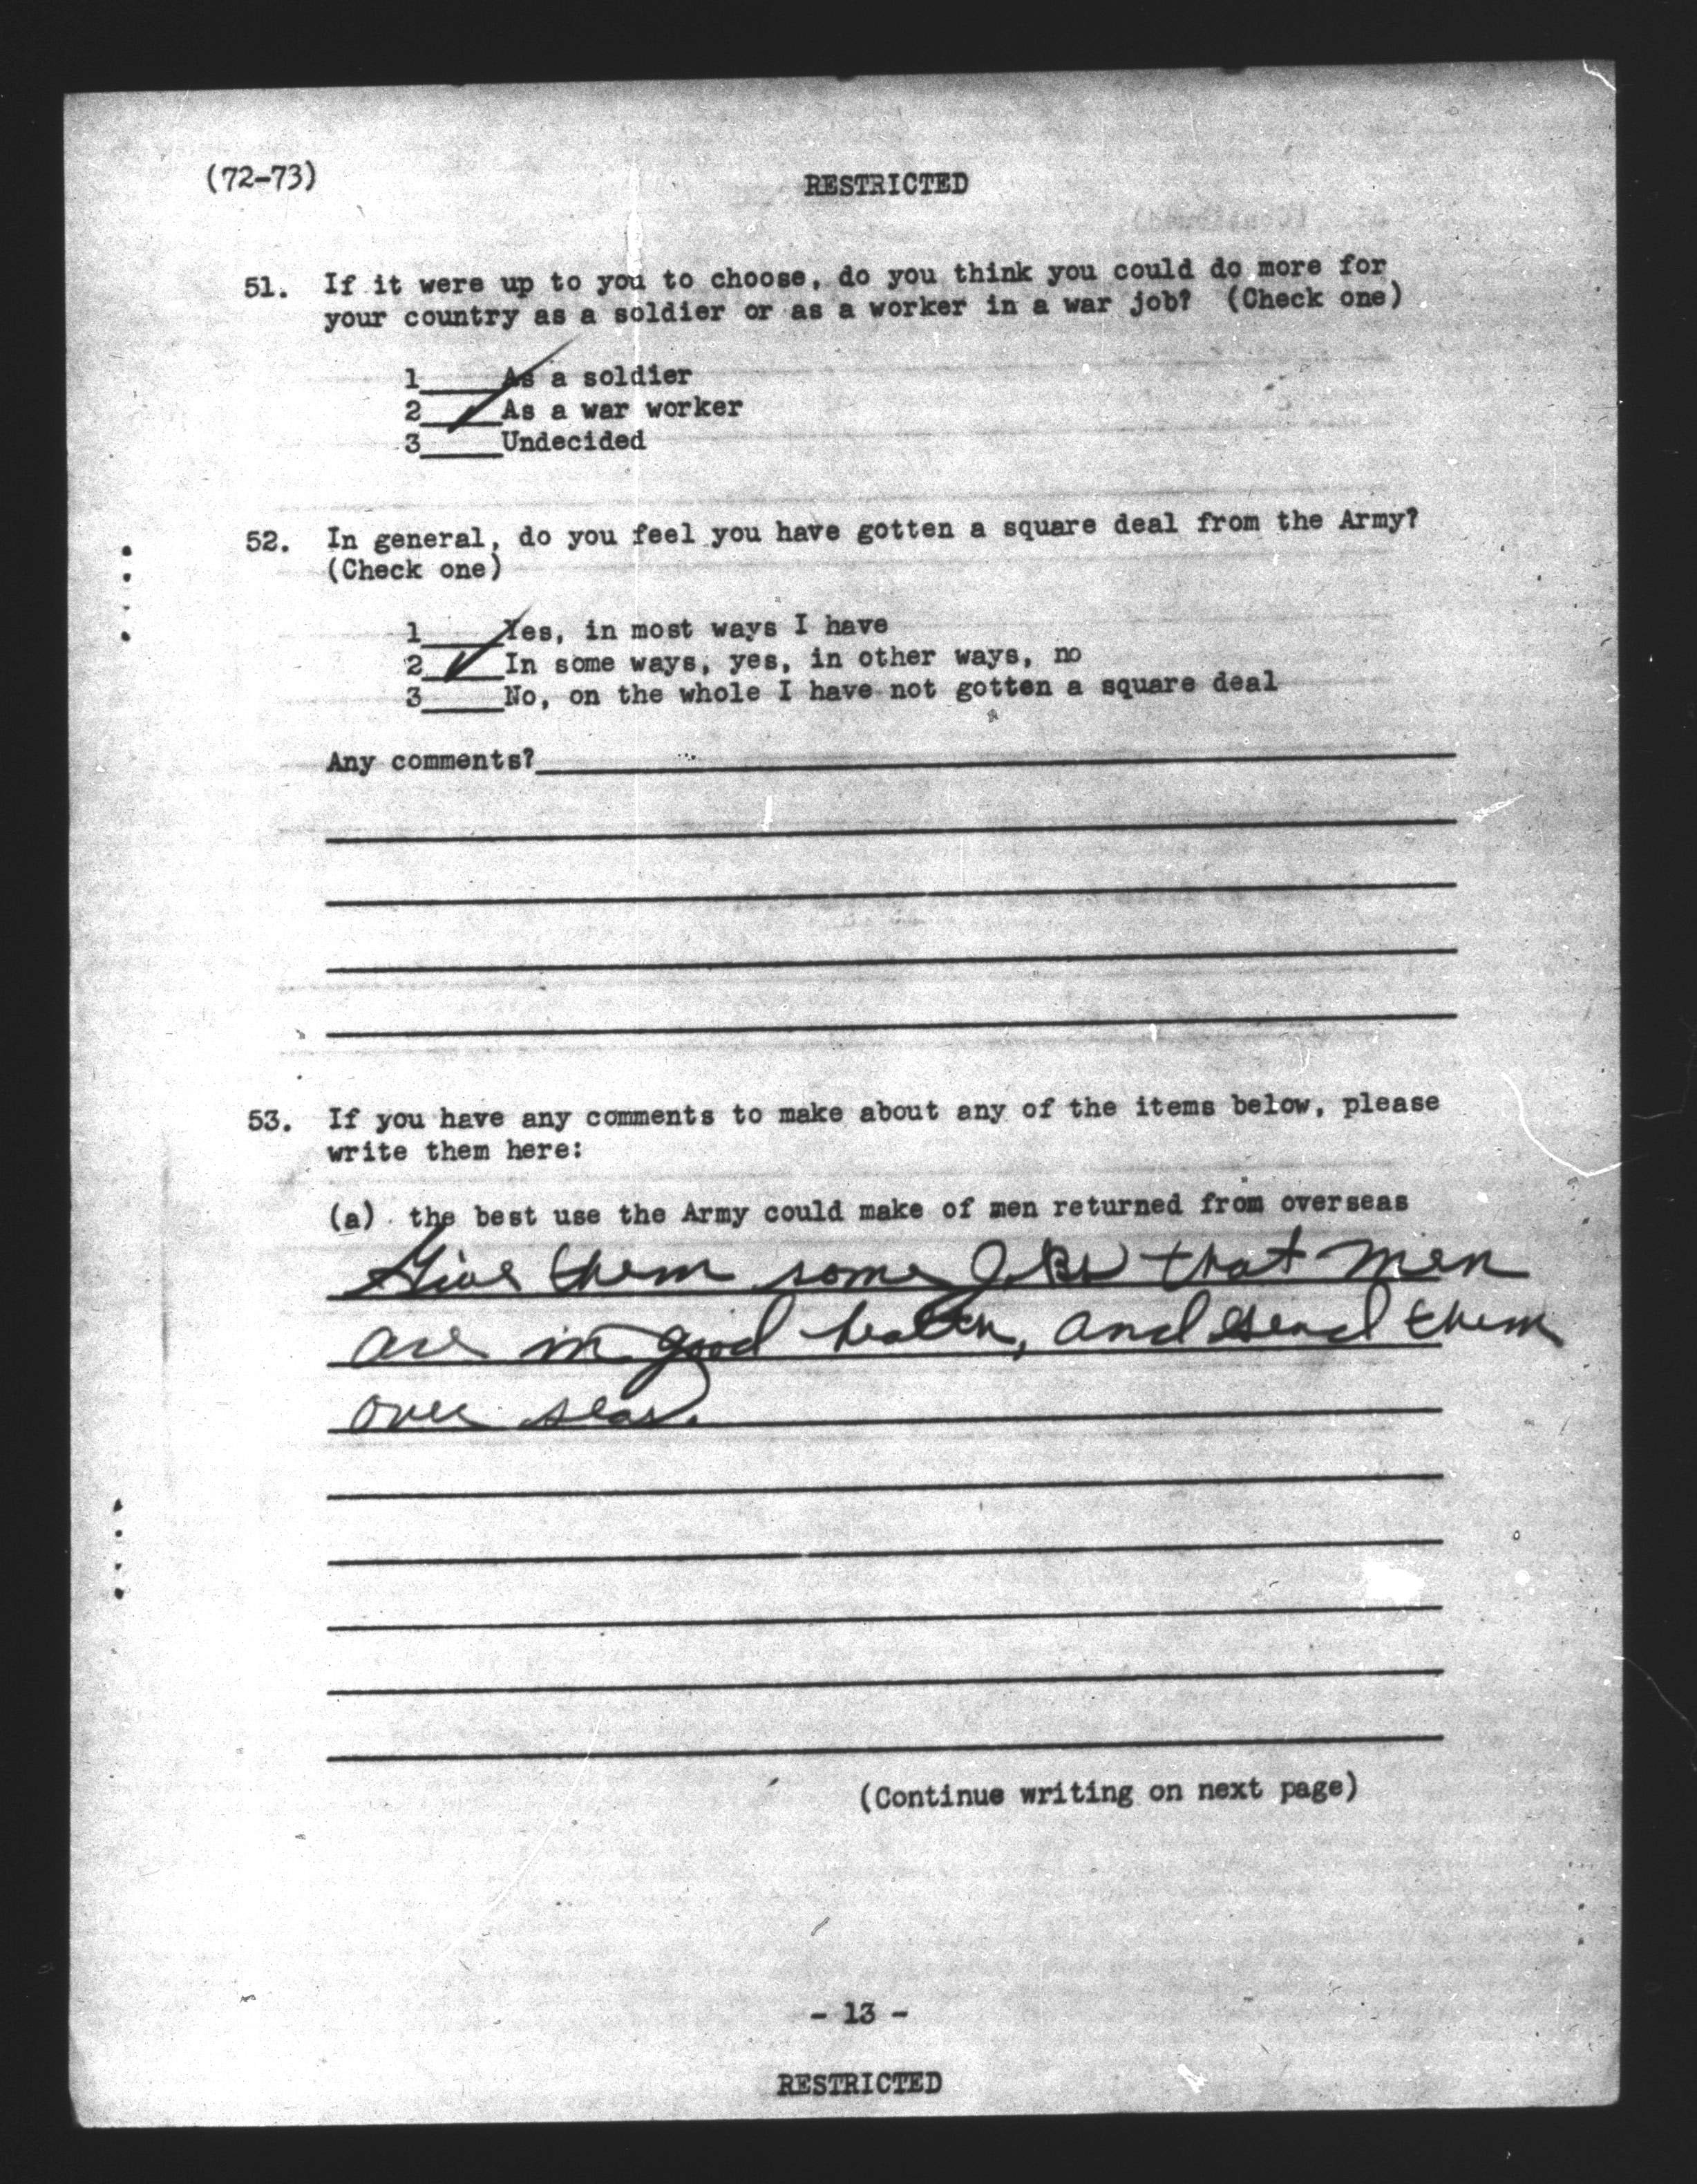 (72-73)
RESTRICTED
51. If it were up to you to choose, do you think you could do more for
your country as a soldier or as a worker in a war job? (Check one)
1____As a soldier
2__✓__As a war worker
3____Undecided
52. In general, do you feel you have gotten a square deal from the Army?
(Check one)
1____Yes, in most ways I have
2__✓__In some ways, yes, in other ways, no
3____No, on the whole I have not gotten a square deal
Any comments?
53. If you have any comments to make about any of the items below, please
write them here:
(a) the best use the Army could make of men returned from overseas
Give them some JoBs that men
are in good health, and send them
over seas.
(Continue writing on next page)
- 13 -
RESTRICTED